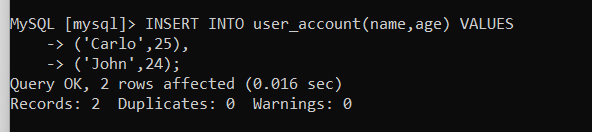 MySQL [mysql]> INSERT INTO user_account(name,age) VALUES
    -> ('Carlo',25),
    -> ('John',24);
Query OK, 2 rows affected (0.016 sec)
Records: 2  Duplicates: 0  Warnings: 0